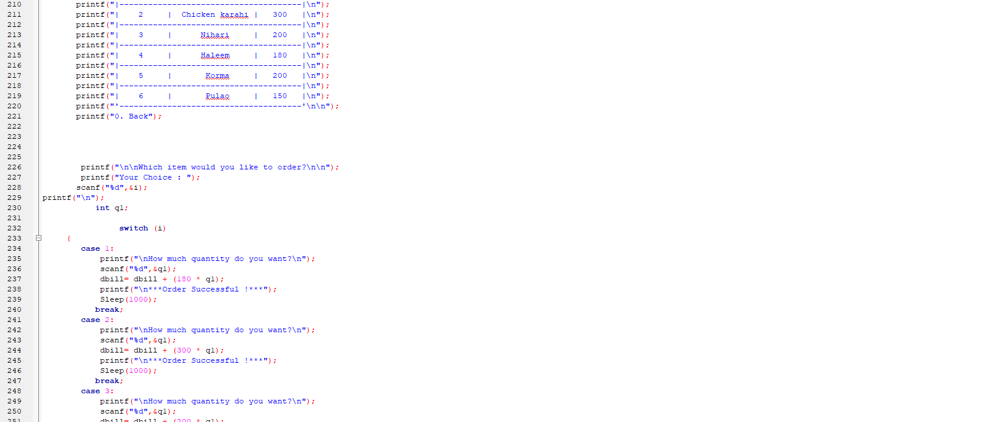 210 printf("|--------------------------------------|\n");
211 printf("|    2     |  Chicken karahi |   300   |\n");
212 printf("|--------------------------------------|\n");
213 printf("|    3     |      Nihari     |   200   |\n");
214 printf("|--------------------------------------|\n");
215 printf("|    4     |      Haleem     |   180   |\n");
216 printf("|--------------------------------------|\n");
217 printf("|    5     |       Korma     |   200   |\n");
218 printf("|--------------------------------------|\n");
219 printf("|    6     |       Pulao     |   150   |\n");
220 printf("'--------------------------------------'\n\n");
221 printf("0. Back");
222
223
224
225
226 printf("\n\nWhich item would you like to order?\n\n");
227 printf("Your Choice : ");
228 scanf("%d",&i);
229 printf("\n");
230 int q1;
231
232 switch (i)
233 {
234 case 1:
235 printf("\nHow much quantity do you want?\n");
236 scanf("%d",&q1);
237 dbill= dbill + (180 * q1);
238 printf("\n***Order Successful !***");
239 Sleep(1000);
240 break;
241 case 2:
242 printf("\nHow much quantity do you want?\n");
243 scanf("%d",&q1);
244 dbill= dbill + (300 * q1);
245 printf("\n***Order Successful !***");
246 Sleep(1000);
247 break;
248 case 3:
249 printf("\nHow much quantity do you want?\n");
250 scanf("%d",&q1);
251 dbill= dbill + (200 * q1);